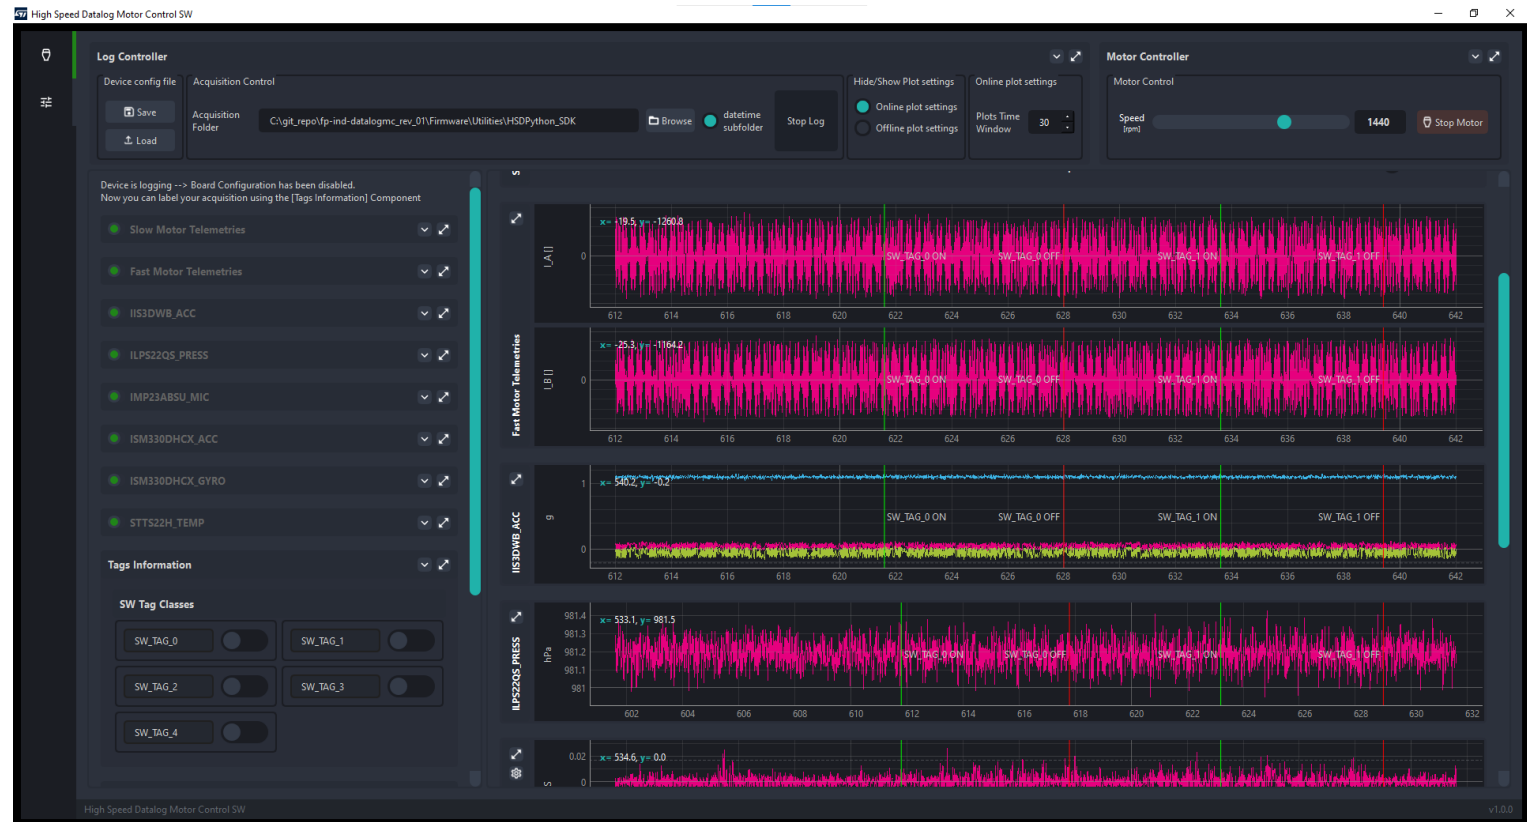 High Speed Datalog Motor Control SW
Log Controller
Device config file
Save
Load
Acquisition Control
Acquisition
Folder
C:\git_repo\fp-ind-datalogmc_rev_01\Firmware\Utilities\HSDPython_SDK
Browse
datetime
subfolder
Stop Log
Hide/Show Plot settings
Online plot settings
Offline plot settings
Online plot settings
Plots Time
Window
30
Motor Controller
Motor Control
Speed
[rpm]
1440
Stop Motor
Device is logging --> Board Configuration has been disabled.
Now you can label your acquisition using the [Tags Information] Component
Slow Motor Telemetries
Fast Motor Telemetries
IIS3DWB_ACC
ILPS22QS_PRESS
IMP23ABSU_MIC
ISM330DHCX_ACC
ISM330DHCX_GYRO
STTS22H_TEMP
Tags Information
SW Tag Classes
SW_TAG_0 SW_TAG_1
SW_TAG_2 SW_TAG_3
SW_TAG_4
Fast Motor Telemetries
I_A []
0
x= -19.5, y= -1260.8
SW_TAG_0 ON SW_TAG_0 OFF SW_TAG_1 ON SW_TAG_1 OFF
612 614 616 618 620 622 624 626 628 630 632 634 636 638 640 642
I_B []
0
x= -25.3, y= -1164.2
SW_TAG_0 ON SW_TAG_0 OFF SW_TAG_1 ON SW_TAG_1 OFF
612 614 616 618 620 622 624 626 628 630 632 634 636 638 640 642
IIS3DWB_ACC
g
1
0
x= 540.2, y= -0.2
SW_TAG_0 ON SW_TAG_0 OFF SW_TAG_1 ON SW_TAG_1 OFF
612 614 616 618 620 622 624 626 628 630 632 634 636 638 640 642
ILPS22QS_PRESS
hPa
981.4
981.3
981.2
981.1
981
x= 533.1, y= 981.5
SW_TAG_0 ON SW_TAG_0 OFF SW_TAG_1 ON SW_TAG_1 OFF
602 604 606 608 610 612 614 616 618 620 622 624 626 628 630 632
0.02
0
x= 534.6, y= 0.0
High Speed Datalog Motor Control SW
v1.0.0